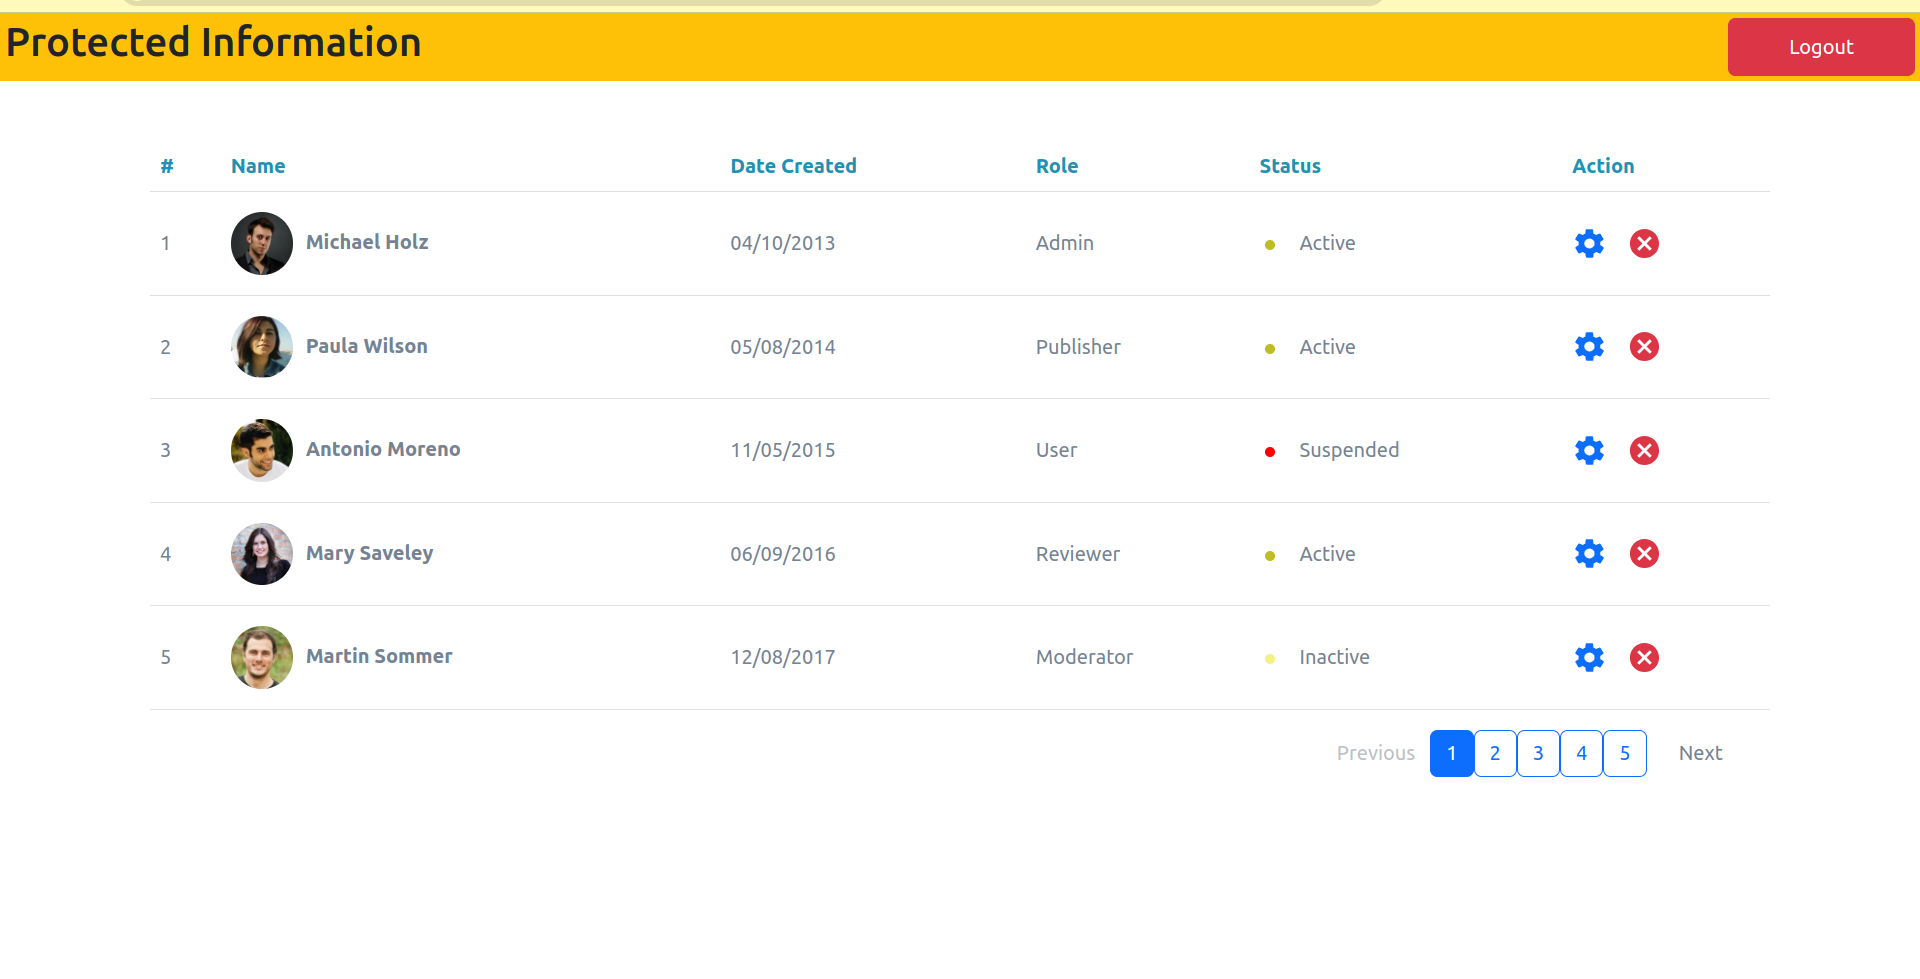 Protected Information
Logout
# Name Date Created Role Status Action
1 Michael Holz 04/10/2013 Admin Active
2 Paula Wilson 05/08/2014 Publisher Active
3 Antonio Moreno 11/05/2015 User Suspended
4 Mary Saveley 06/09/2016 Reviewer Active
5 Martin Sommer 12/08/2017 Moderator Inactive
Previous 1 2 3 4 5 Next